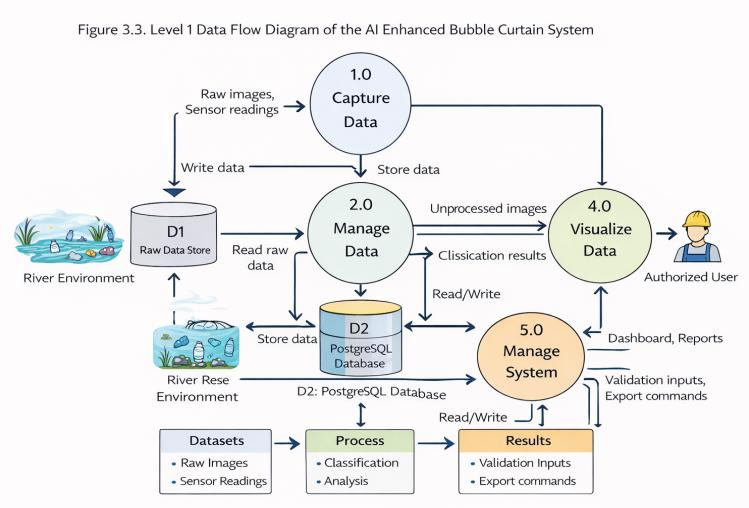 Figure 3.3. Level 1 Data Flow Diagram of the AI Enhanced Bubble Curtain System
1.0
Capture
Data
Raw images,
Sensor readings
Write data
Store data
D1
Raw Data Store
2.0
Manage
Data
Unprocessed images
4.0
Visualize
Data
River Environment
Read raw
data
Clissication results
Authorized User
Read/Write
Store data
D2
PostgreSQL
Database
5.0
Manage
System
Dashboard, Reports
River Rese
Environment
D2: PostgreSQL Database
Validation inputs,
Export commands
Read/Write
Datasets
• Raw Images
• Sensor Readings
Process
• Classification
• Analysis
Results
• Validation Inputs
• Export commands